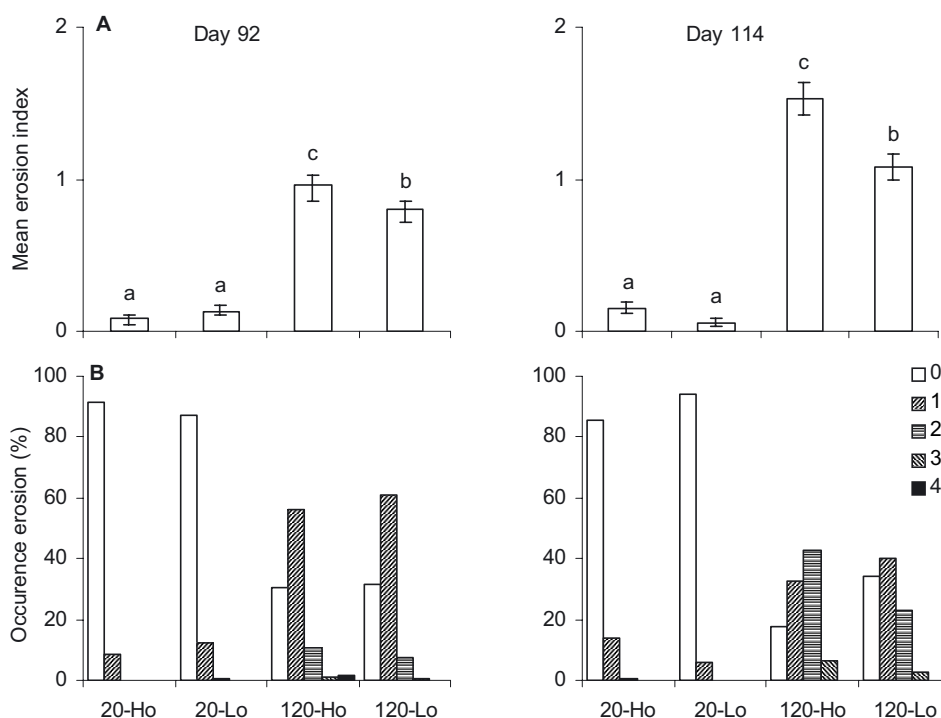 A
Day 92
Day 114
Mean erosion index
2
1
0
a
a
c
b
2
1
0
a
a
c
b
B
Occurence erosion (%)
100
80
60
40
20
0
20-Ho 20-Lo 120-Ho 120-Lo
100
80
60
40
20
0
20-Ho 20-Lo 120-Ho 120-Lo
0
1
2
3
4